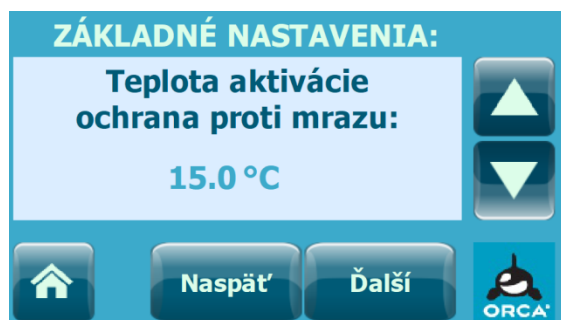 ZÁKLADNÉ NASTAVENIA:
Teplota aktivácie
ochrana proti mrazu:
15.0 °C
Naspäť
Ďalší
ORCA